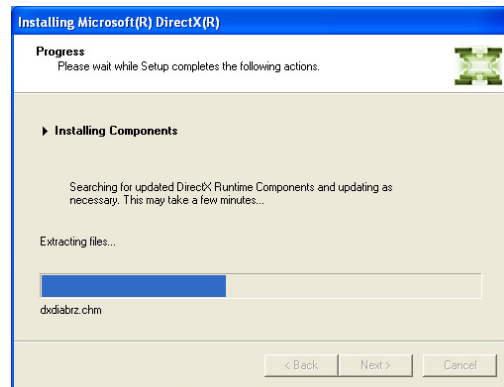 Installing Microsoft(R) DirectX(R)
Progress
Please wait while Setup completes the following actions.
Installing Components
Searching for updated DirectX Runtime Components and updating as
necessary. This may take a few minutes...
Extracting files...
dxdiabrz.chm
< Back Next > Cancel